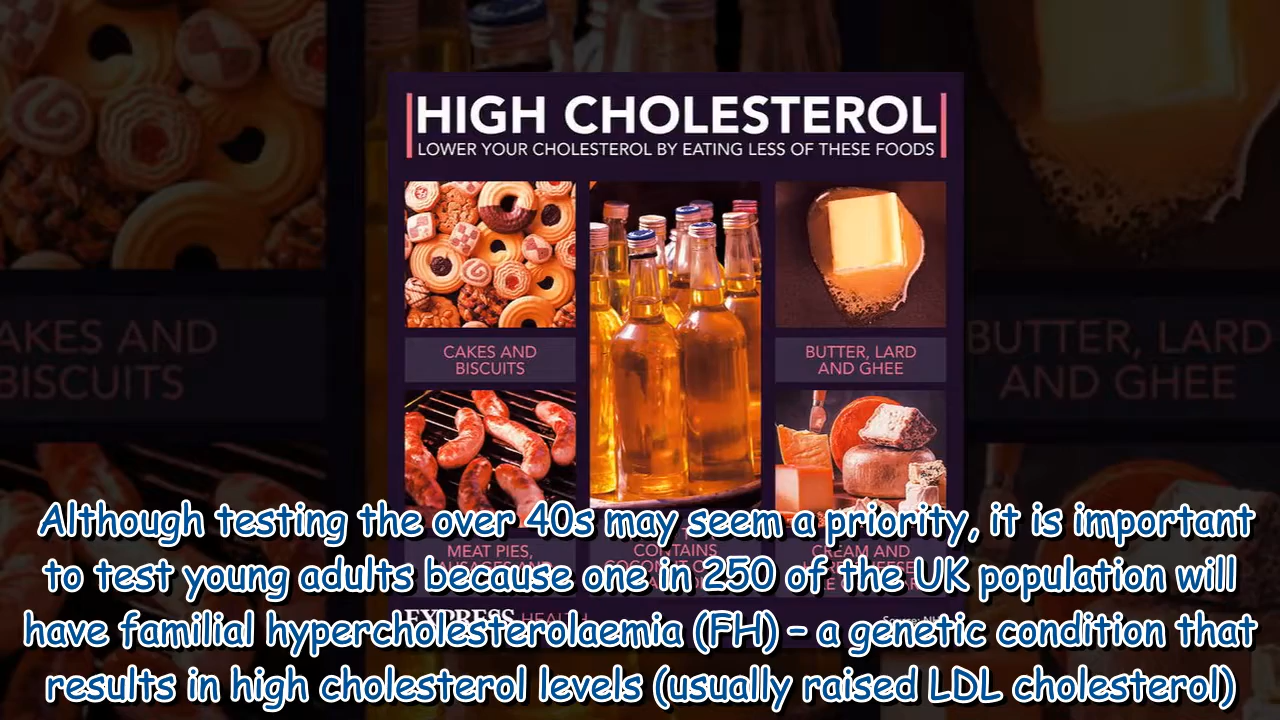 HIGH CHOLESTEROL
LOWER YOUR CHOLESTEROL BY EATING LESS OF THESE FOODS
CAKES AND
BISCUITS
BUTTER, LARD
AND GHEE
AKES AND
BISCUITS
BUTTER, LARD
AND GHEE
MEAT PIES,
CONTAINS
CREAM AND
EXPRESS HEALTH
Although testing the over 40s may seem a priority, it is important
to test young adults because one in 250 of the UK population will
have familial hypercholesterolaemia (FH) – a genetic condition that
results in high cholesterol levels (usually raised LDL cholesterol)